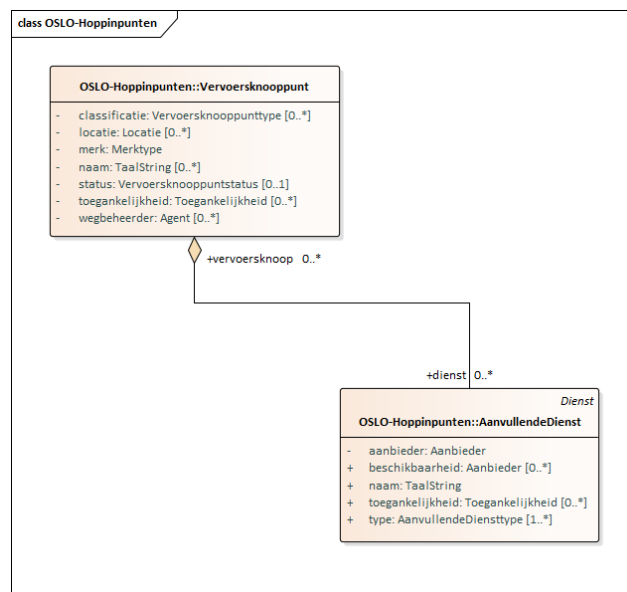 class OSLO-Hoppinpunten
OSLO-Hoppinpunten::Vervoersknooppunt
- classificatie: Vervoersknooppunttype [0..*]
- locatie: Locatie [0..*]
- merk: Merktype
- naam: TaalString [0..*]
- status: Vervoersknooppuntstatus [0..1]
- toegankelijkheid: Toegankelijkheid [0..*]
- wegbeheerder: Agent [0..*]
+vervoersknoop 0..*
+dienst 0..*
Dienst
OSLO-Hoppinpunten::AanvullendeDienst
- aanbieder: Aanbieder
+ beschikbaarheid: Aanbieder [0..*]
+ naam: TaalString
+ toegankelijkheid: Toegankelijkheid [0..*]
+ type: AanvullendeDiensttype [1..*]